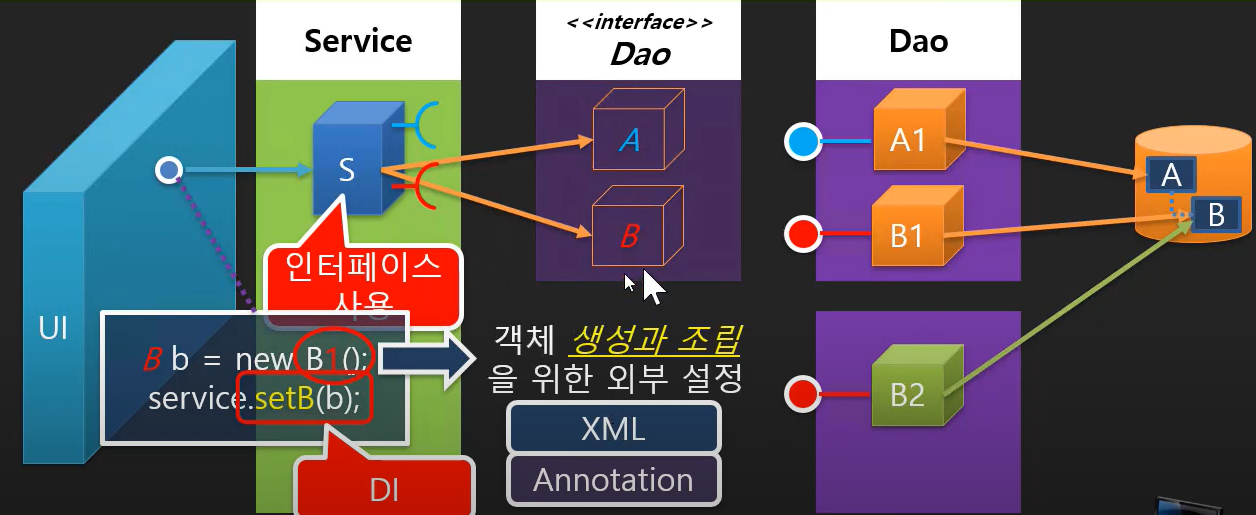 Service
<<interface>>
Dao
Dao
UI
S
A
B
A1
B1
B2
A
B
인터페이스
사용
B b = new B1();
service.setB(b);
DI
객체 생성과 조립
을 위한 외부 설정
XML
Annotation